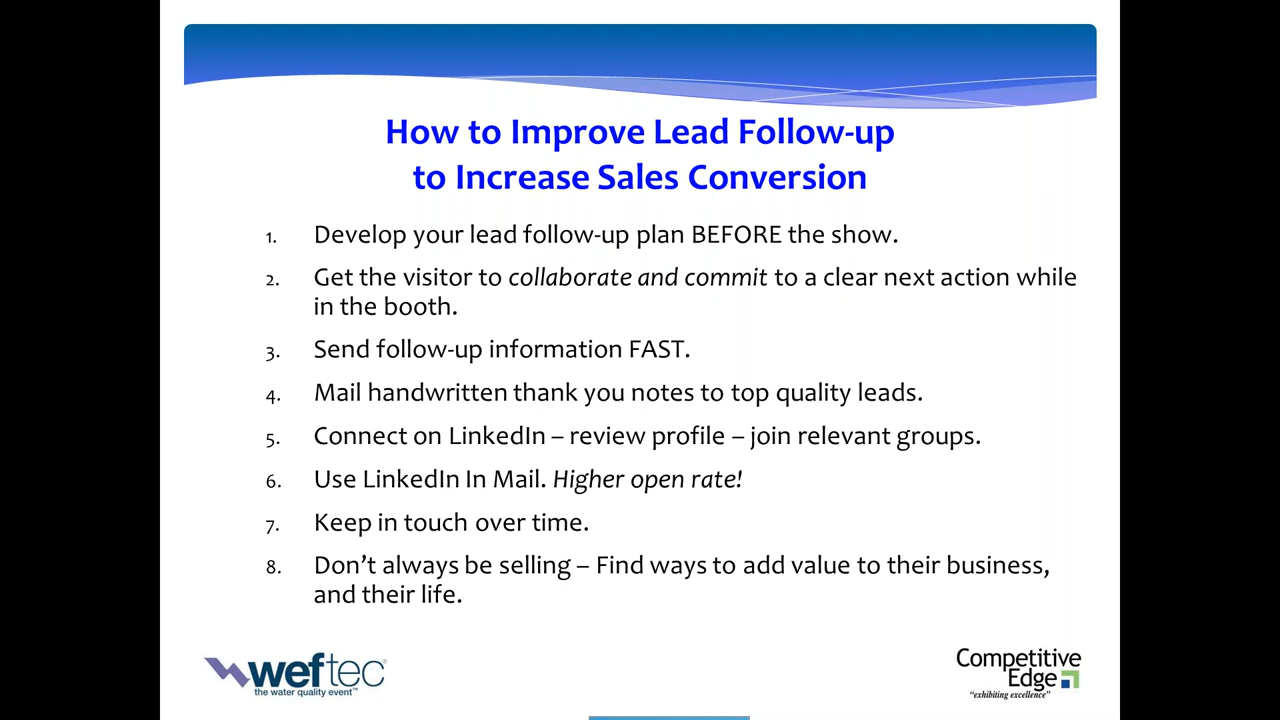 How to Improve Lead Follow-up
to Increase Sales Conversion
1. Develop your lead follow-up plan BEFORE the show.
2. Get the visitor to collaborate and commit to a clear next action while
in the booth.
3. Send follow-up information FAST.
4. Mail handwritten thank you notes to top quality leads.
5. Connect on LinkedIn – review profile – join relevant groups.
6. Use LinkedIn In Mail. Higher open rate!
7. Keep in touch over time.
8. Don’t always be selling – Find ways to add value to their business,
and their life.
weftec®
the water quality event™
Competitive
Edge
“exhibiting excellence”